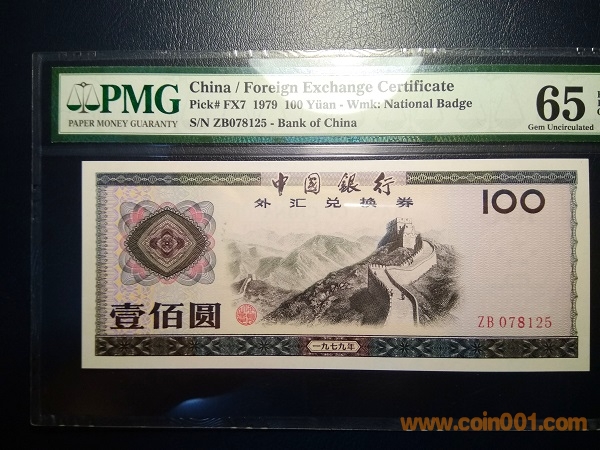 PMG
PAPER MONEY GUARANTY
China / Foreign Exchange Certificate
Pick# FX7 1979 100 Yüan - Wmk: National Badge
S/N ZB078125 - Bank of China
65
Gem Uncirculated
中國銀行
外汇兑换券
100
壹佰圆
ZB 078125
一九七九年
www.coin001.com